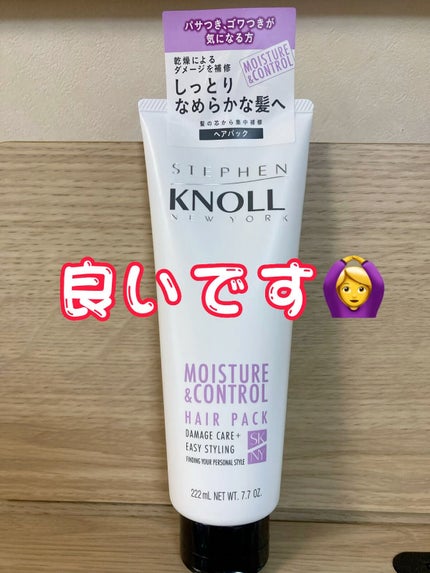 パサつき、ゴワつきが
気になる方
乾燥による
ダメージを補修
MOISTURE
&CONTROL
しっとり
なめらかな髪へ
髪の芯から集中補修
ヘアパック
STEPHEN
KNOLL
NEW YORK
良いです🙆‍♀️
MOISTURE
&CONTROL
HAIR PACK
DAMAGE CARE+
EASY STYLING
FINDING YOUR PERSONAL STYLE
SK
NY
222 mL NET WT. 7.7 OZ.